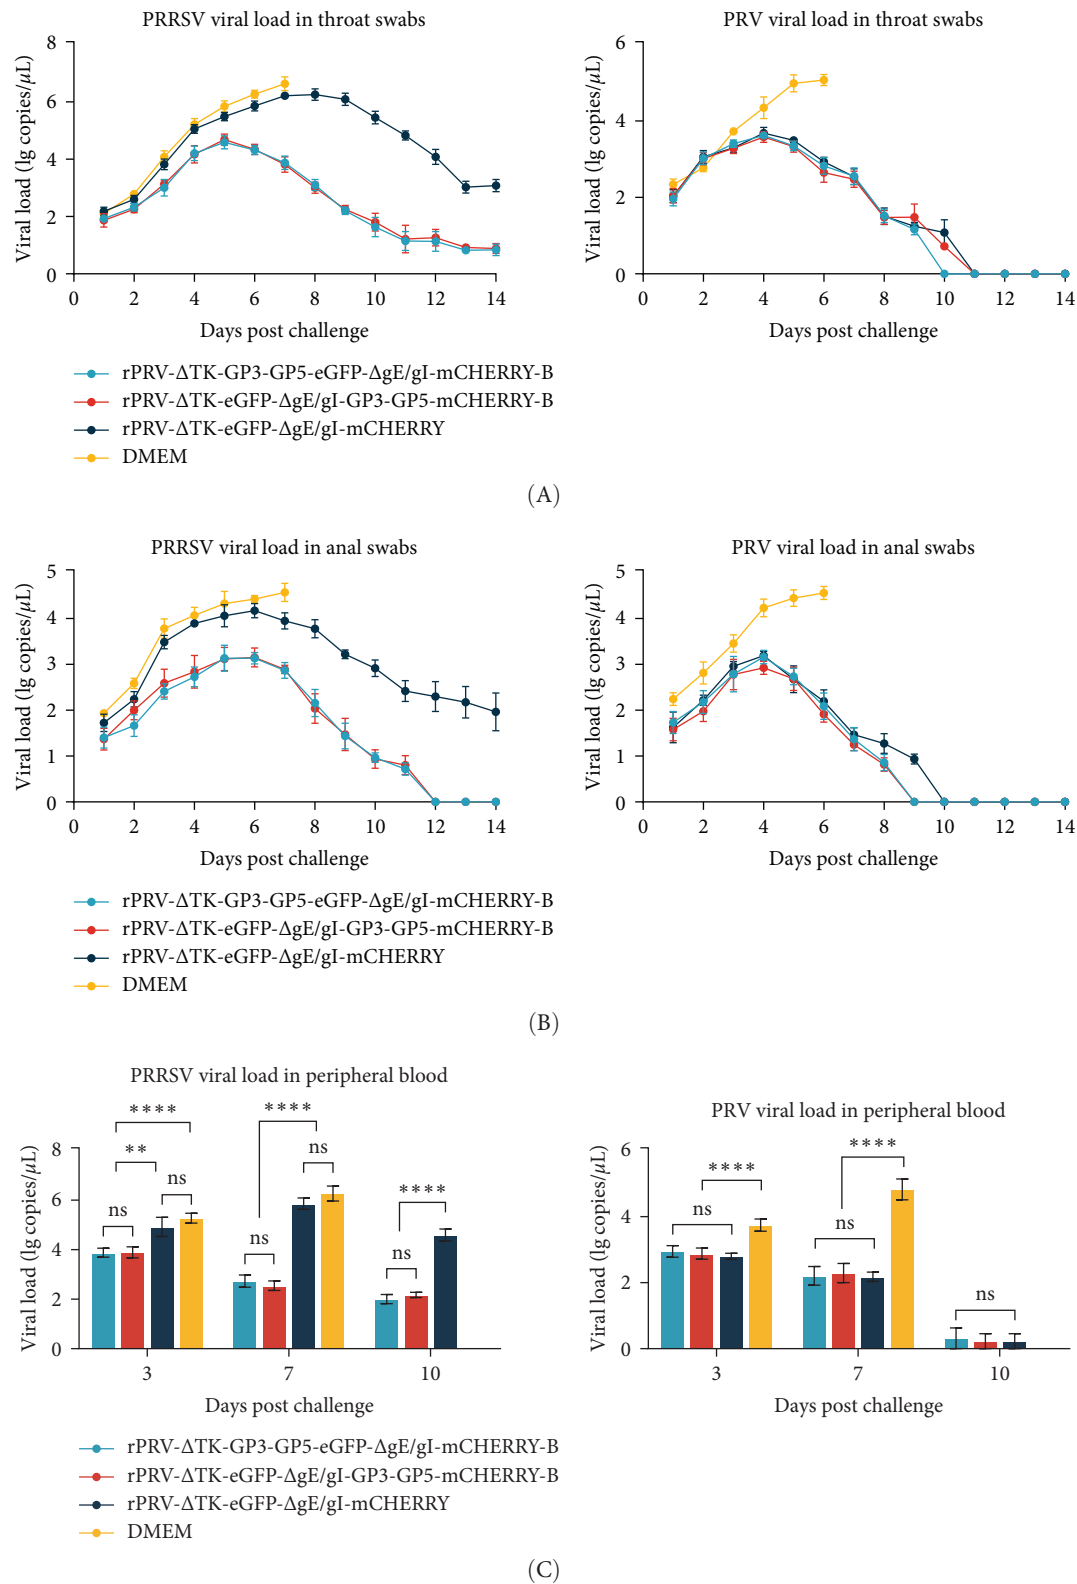 PRRSV viral load in throat swabs
Viral load (lg copies/μL)
8
6
4
2
0
0 2 4 6 8 10 12 14
Days post challenge
PRV viral load in throat swabs
Viral load (lg copies/μL)
6
4
2
0
0 2 4 6 8 10 12 14
Days post challenge
rPRV-ΔTK-GP3-GP5-eGFP-ΔgE/gI-mCHERRY-B
rPRV-ΔTK-eGFP-ΔgE/gI-GP3-GP5-mCHERRY-B
rPRV-ΔTK-eGFP-ΔgE/gI-mCHERRY
DMEM
(A)
PRRSV viral load in anal swabs
Viral load (lg copies/μL)
5
4
3
2
1
0
0 2 4 6 8 10 12 14
Days post challenge
PRV viral load in anal swabs
Viral load (lg copies/μL)
5
4
3
2
1
0
0 2 4 6 8 10 12 14
Days post challenge
rPRV-ΔTK-GP3-GP5-eGFP-ΔgE/gI-mCHERRY-B
rPRV-ΔTK-eGFP-ΔgE/gI-GP3-GP5-mCHERRY-B
rPRV-ΔTK-eGFP-ΔgE/gI-mCHERRY
DMEM
(B)
PRRSV viral load in peripheral blood
Viral load (lg copies/μL)
8
6
4
2
0
**** **** 
** ns
ns ****
ns ns ns
3 7 10
Days post challenge
PRV viral load in peripheral blood
Viral load (lg copies/μL)
6
4
2
0
****
****
ns ns
ns
3 7 10
Days post challenge
rPRV-ΔTK-GP3-GP5-eGFP-ΔgE/gI-mCHERRY-B
rPRV-ΔTK-eGFP-ΔgE/gI-GP3-GP5-mCHERRY-B
rPRV-ΔTK-eGFP-ΔgE/gI-mCHERRY
DMEM
(C)